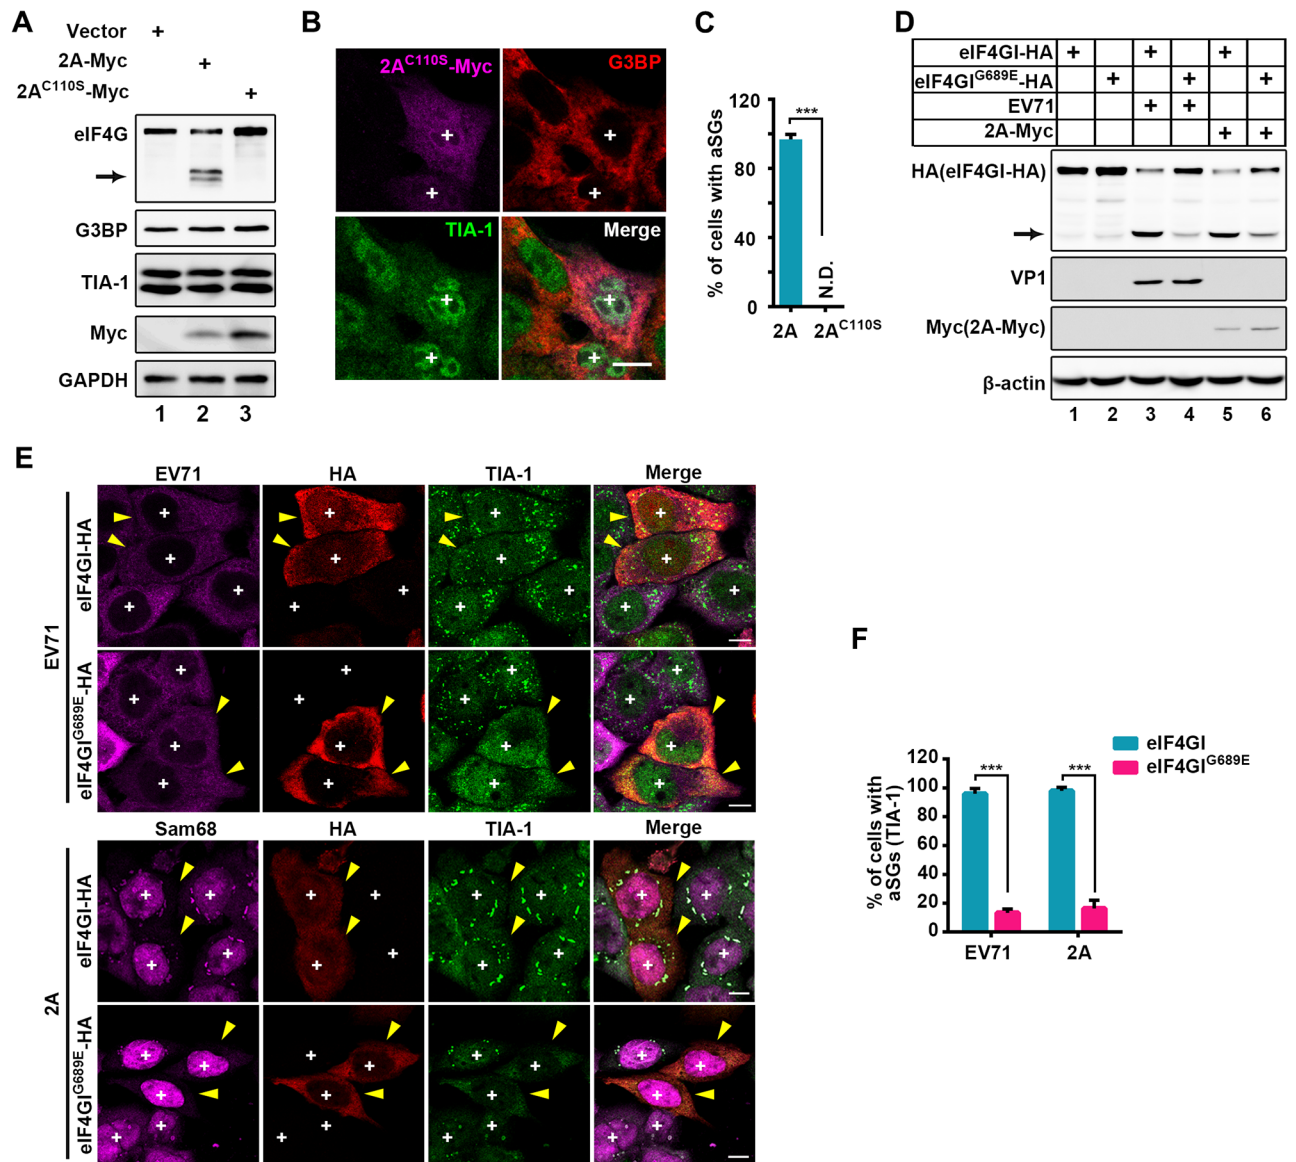 A
Vector +
2A-Myc +
2A^C110S-Myc +
eIF4G
G3BP
TIA-1
Myc
GAPDH
1 2 3
B
2A^C110S-Myc
G3BP
+ +
+ +
TIA-1
Merge
+ +
+ +
C
% of cells with aSGs
120
80
40
0
***
N.D.
2A 2A^C110S
D
eIF4GI-HA + + +
eIF4GI^G689E-HA + + +
EV71 + +
2A-Myc + +
HA(eIF4GI-HA)
VP1
Myc(2A-Myc)
β-actin
1 2 3 4 5 6
E
EV71 HA TIA-1 Merge
EV71
eIF4GI-HA
eIF4GI^G689E-HA
Sam68 HA TIA-1 Merge
2A
eIF4GI-HA
eIF4GI^G689E-HA
F
eIF4GI
eIF4GI^G689E
% of cells with
aSGs (TIA-1)
120
100
80
60
40
20
0
*** ***
EV71 2A